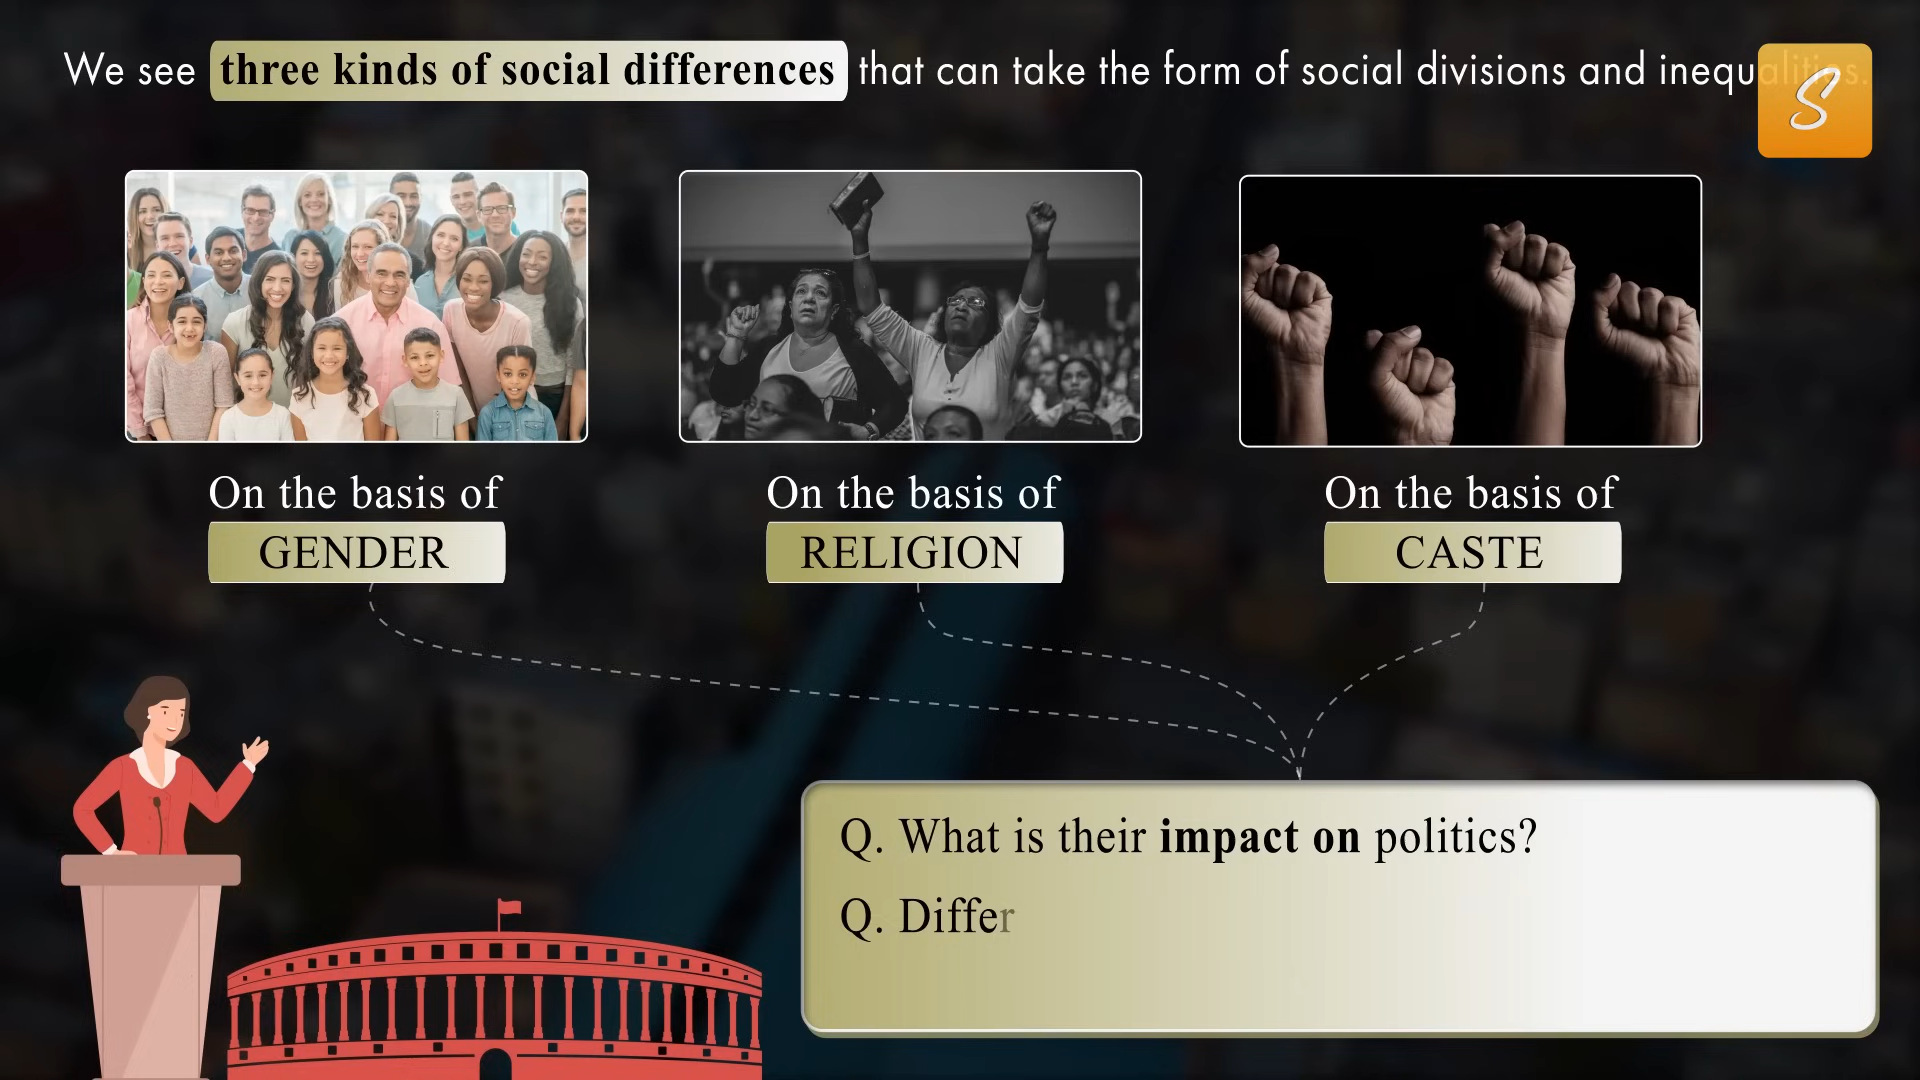 We see three kinds of social differences that can take the form of social divisions and inequalities.
S
On the basis of
GENDER
On the basis of
RELIGION
On the basis of
CASTE
Q. What is their impact on politics?
Q. Differ